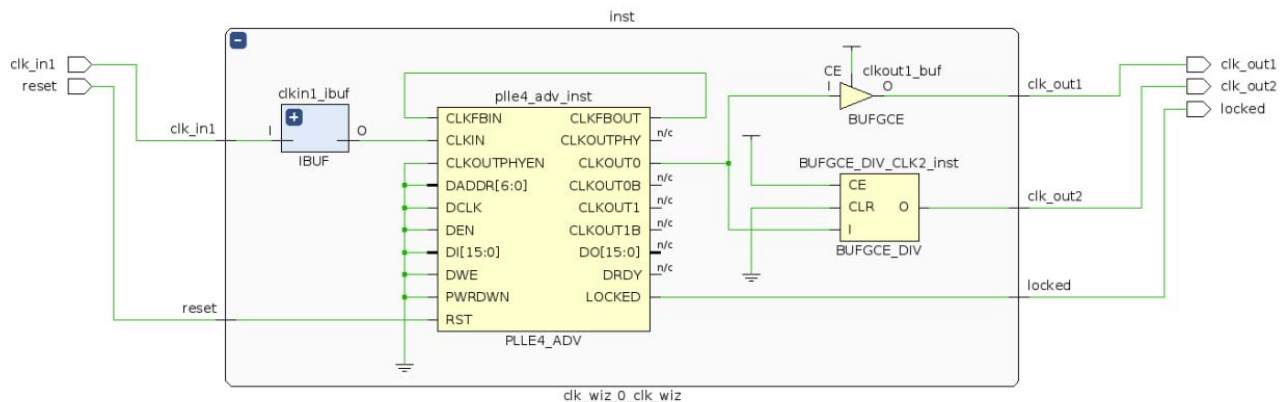 inst
clk_in1
reset
clkin1_ibuf
I
O
IBUF
clk_in1
reset
plle4_adv_inst
CLKFBIN
CLKIN
CLKOUTPHYEN
DADDR[6:0]
DCLK
DEN
DI[15:0]
DWE
PWRDWN
RST
CLKFBOUT
CLKOUTPHY
CLKOUT0
CLKOUT0B
CLKOUT1
CLKOUT1B
DO[15:0]
DRDY
LOCKED
n/c
n/c
n/c
n/c
n/c
n/c
PLLE4_ADV
CE
clkout1_buf
I
O
BUFGCE
BUFGCE_DIV_CLK2_inst
CE
CLR
O
I
BUFGCE_DIV
clk_out1
clk_out2
locked
clk_out1
clk_out2
locked
clk_wiz_0_clk_wiz